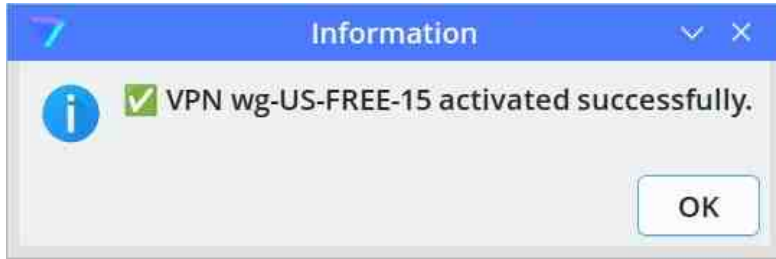 Information
✅ VPN wg-US-FREE-15 activated successfully.
OK